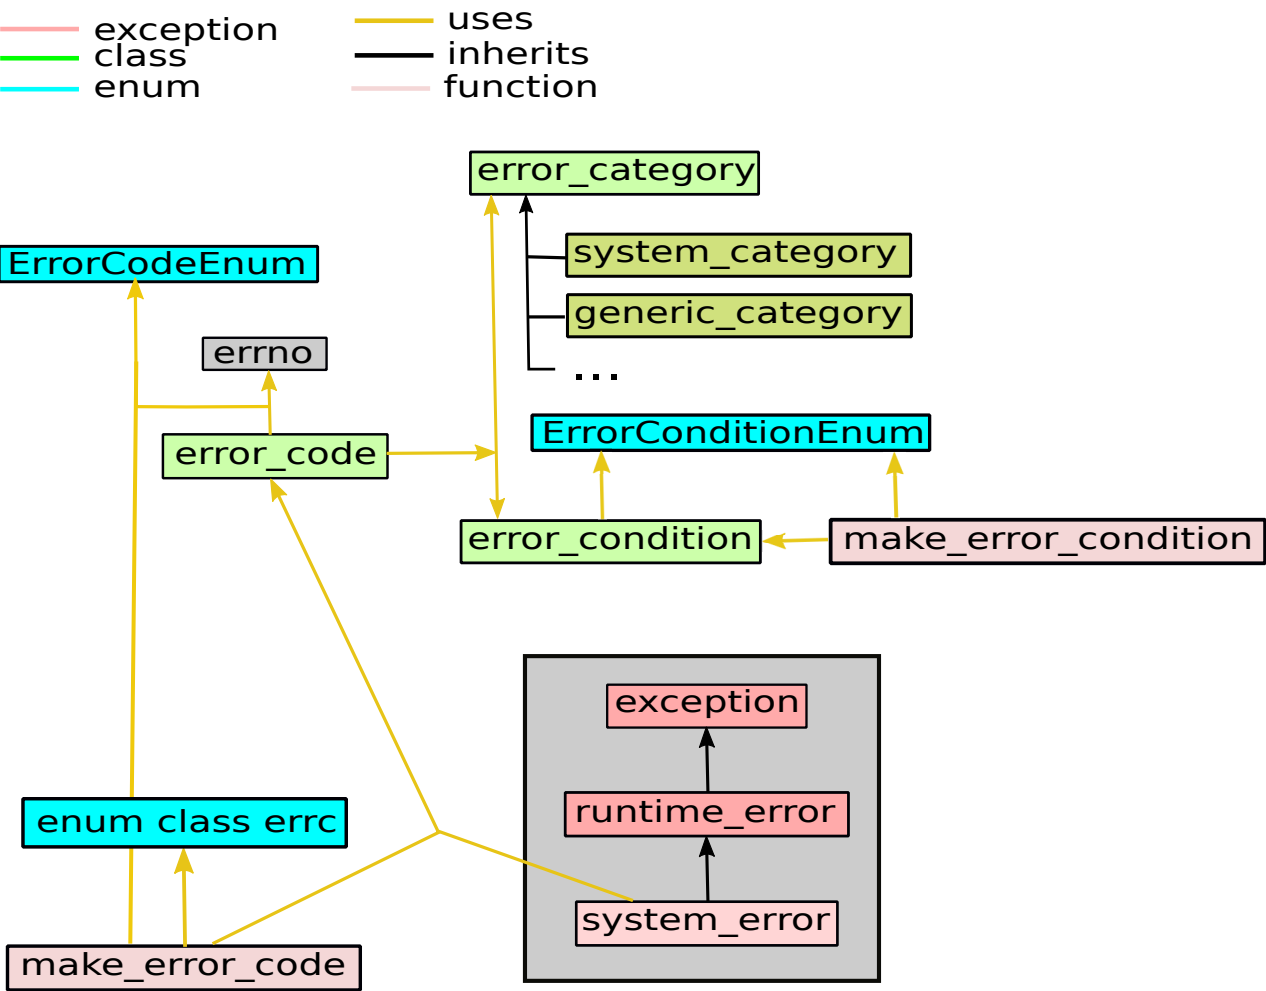 exception
class
enum
uses
inherits
function
error_category
system_category
generic_category
...
ErrorCodeEnum
errno
error_code
ErrorConditionEnum
error_condition
make_error_condition
exception
runtime_error
system_error
enum class errc
make_error_code